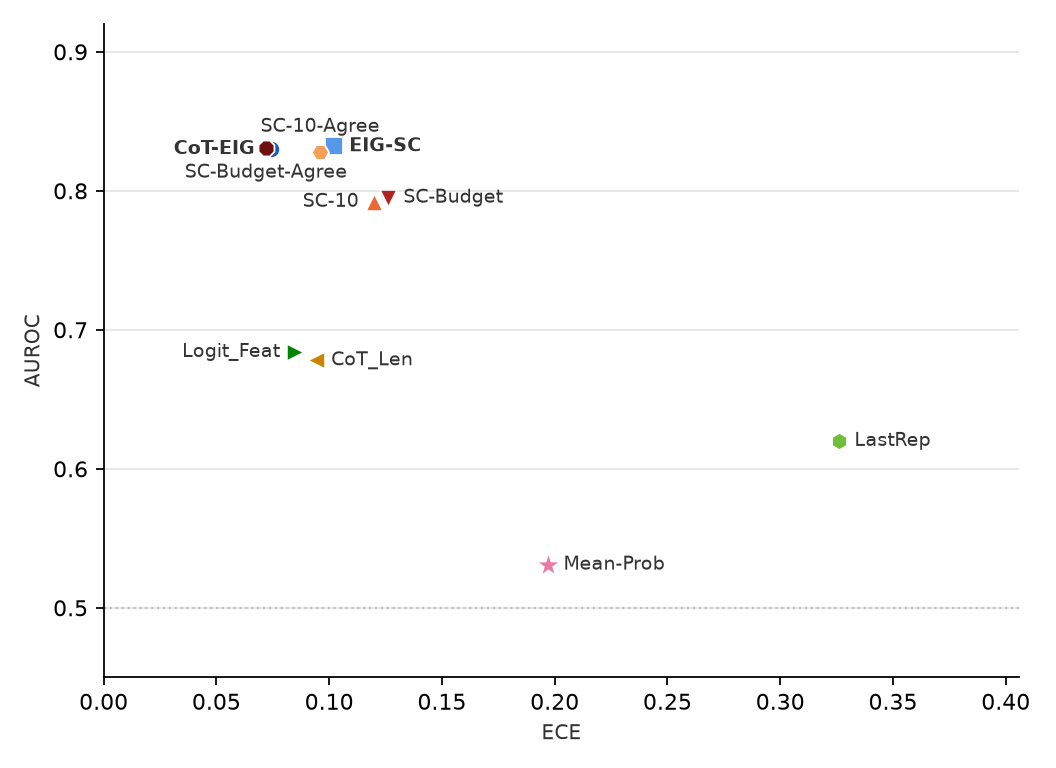 0.9
SC-10-Agree
CoT-EIG
EIG-SC
SC-Budget-Agree
0.8
SC-10
SC-Budget
0.7
Logit_Feat
CoT_Len
AUROC
LastRep
0.6
Mean-Prob
0.5
0.00 0.05 0.10 0.15 0.20 0.25 0.30 0.35 0.40
ECE